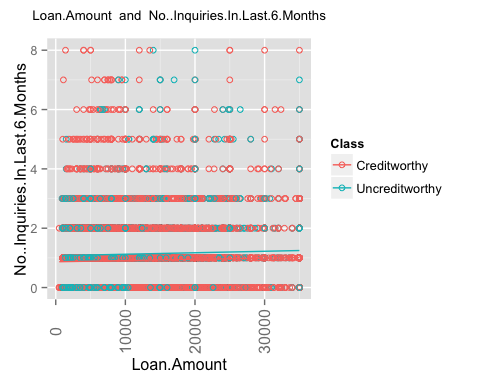 Loan.Amount and No..Inquiries.In.Last.6.Months
No..Inquiries.In.Last.6.Months
8
6
4
2
0
0
10000
20000
30000
Loan.Amount
Class
Creditworthy
Uncreditworthy